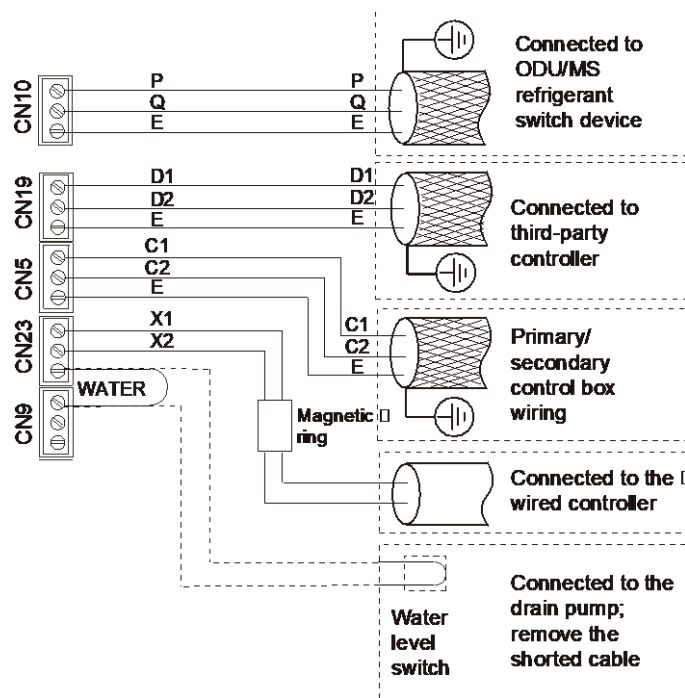 Connected to
ODU/MS
refrigerant
switch device
CN10
P
P
Q
Q
E
E
CN19
D1
D1
D2
D2
E
E
Connected to
third-party
controller
CN5
C1
C2
E
C1
C2
E
Primary/
secondary
control box
wiring
CN23
X1
X2
WATER
CN9
Magnetic
ring
Connected to the
wired controller
Water
level
switch
Connected to the
drain pump;
remove the
shorted cable